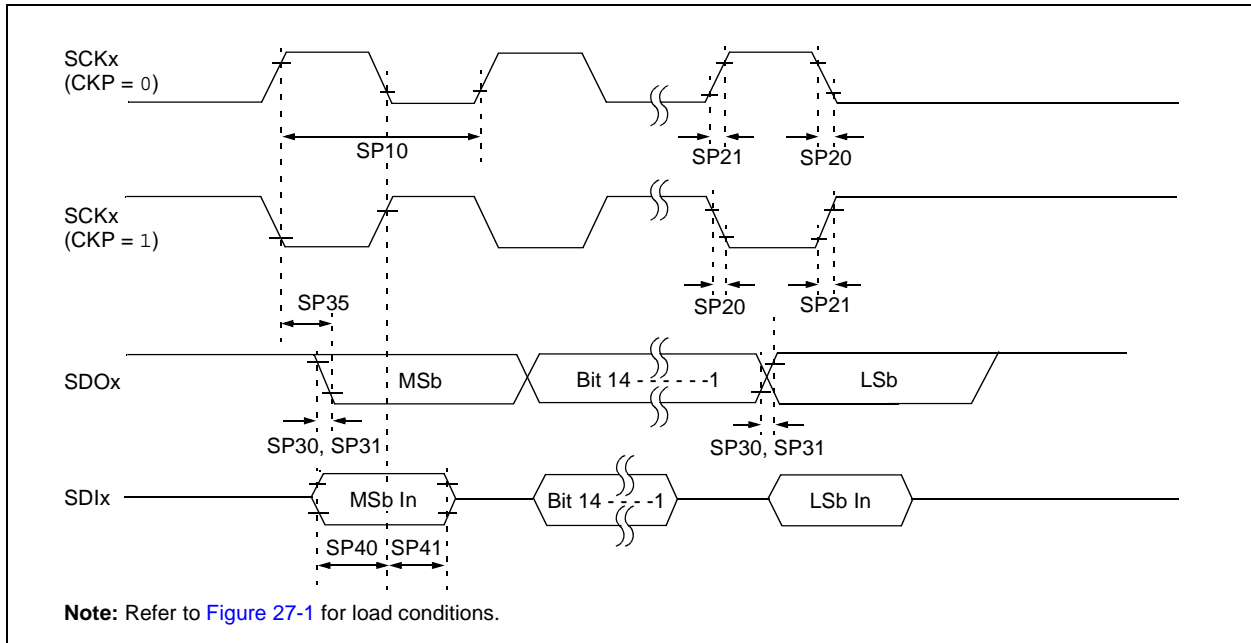 SCKx
(CKP = 0)
SP10
SP21
SP20
SCKx
(CKP = 1)
SP35
SP20
SP21
SDOx
MSb
Bit 14 - - - - - - -1
LSb
SP30, SP31
SP30, SP31
SDIx
MSb In
Bit 14 - - - - -1
LSb In
SP40
SP41
Note: Refer to Figure 27-1 for load conditions.